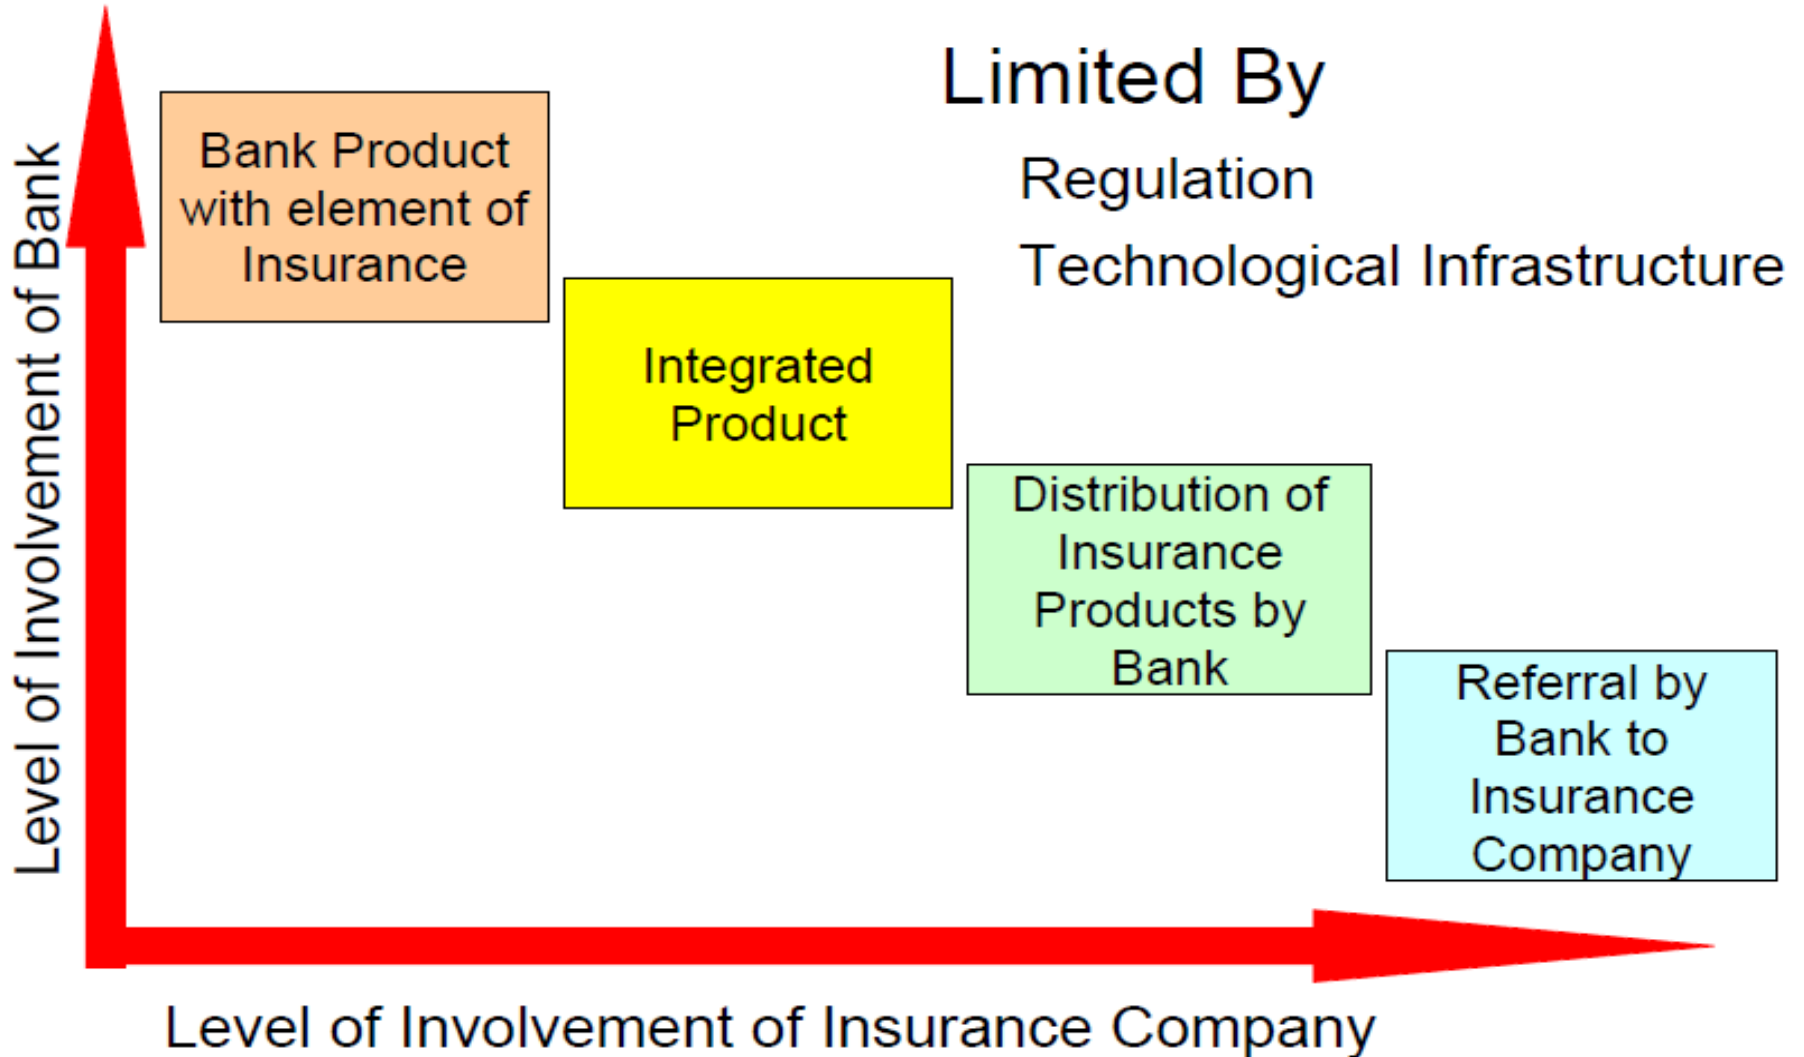 Limited By
Regulation
Technological Infrastructure
Level of Involvement of Bank
Bank Product
with element of
Insurance
Integrated
Product
Distribution of
Insurance
Products by
Bank
Referral by
Bank to
Insurance
Company
Level of Involvement of Insurance Company